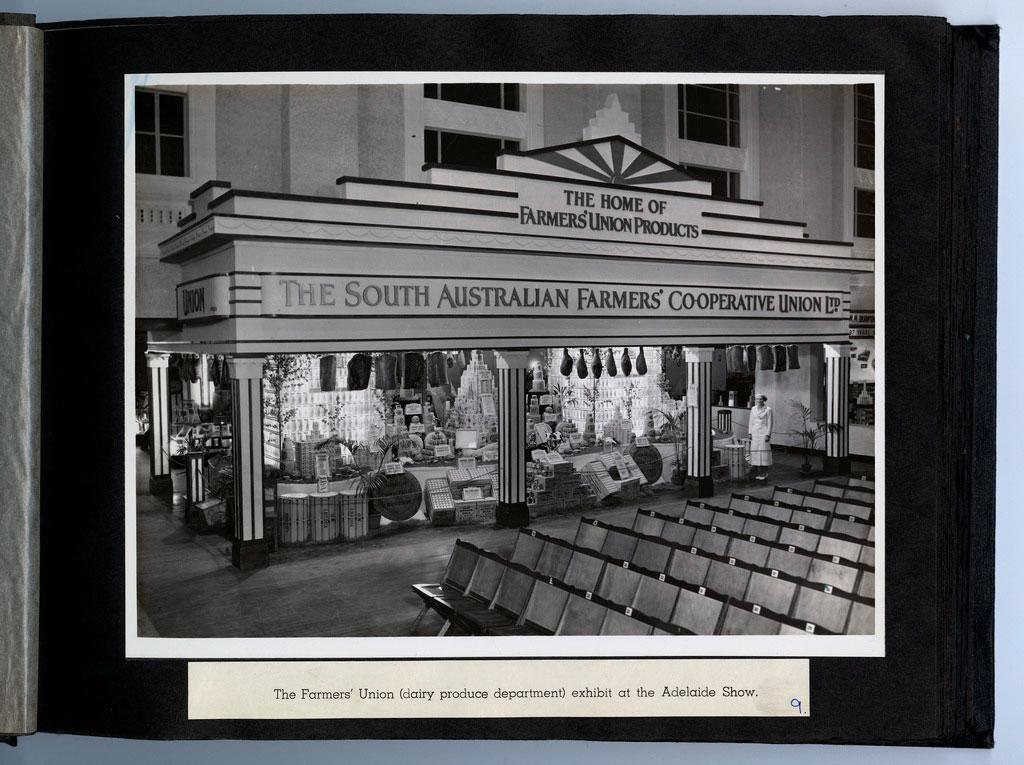 THE HOME OF
FARMERS' UNION PRODUCTS
UNION
THE SOUTH AUSTRALIAN FARMERS' CO-OPERATIVE UNION LTD
The Farmers' Union (dairy produce department) exhibit at the Adelaide Show.
9.